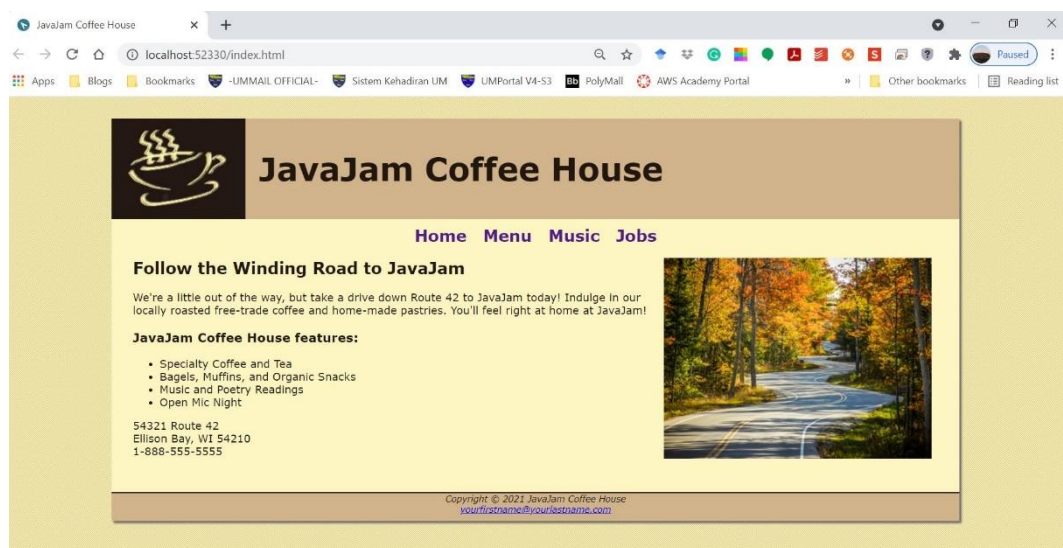 JavaJam Coffee House
localhost:52330/index.html
Paused
Apps Blogs Bookmarks -UMMAIL OFFICIAL- Sistem Kehadiran UM UMPortal V4-S3 Bb PolyMall AWS Academy Portal » Other bookmarks Reading list
JavaJam Coffee House
Home Menu Music Jobs
Follow the Winding Road to JavaJam
We're a little out of the way, but take a drive down Route 42 to JavaJam today! Indulge in our
locally roasted free-trade coffee and home-made pastries. You'll feel right at home at JavaJam!
JavaJam Coffee House features:
• Specialty Coffee and Tea
• Bagels, Muffins, and Organic Snacks
• Music and Poetry Readings
• Open Mic Night
54321 Route 42
Ellison Bay, WI 54210
1-888-555-5555
Copyright © 2021 JavaJam Coffee House
yourfirstname@yourlastname.com